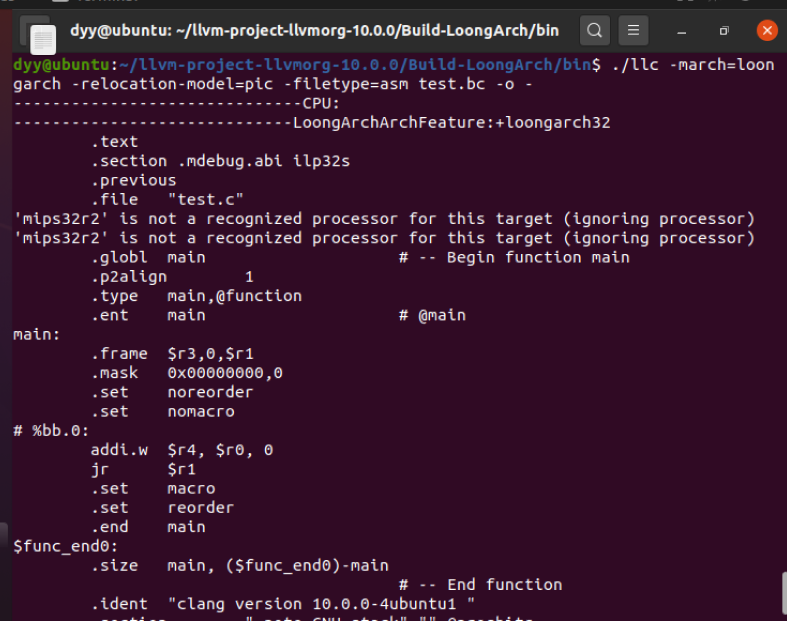 dyy@ubuntu: ~/llvm-project-llvmorg-10.0.0/Build-LoongArch/bin
dyy@ubuntu:~/llvm-project-llvmorg-10.0.0/Build-LoongArch/bin$ ./llc -march=loon
garch -relocation-model=pic -filetype=asm test.bc -o -
------------------------------CPU:
-----------------------------LoongArchArchFeature:+loongarch32
        .text
        .section .mdebug.abi ilp32s
        .previous
        .file   "test.c"
'mips32r2' is not a recognized processor for this target (ignoring processor)
'mips32r2' is not a recognized processor for this target (ignoring processor)
        .globl  main                    # -- Begin function main
        .p2align        1
        .type   main,@function
        .ent    main                    # @main
main:
        .frame  $r3,0,$r1
        .mask   0x00000000,0
        .set    noreorder
        .set    nomacro
# %bb.0:
        addi.w  $r4, $r0, 0
        jr      $r1
        .set    macro
        .set    reorder
        .end    main
$func_end0:
        .size   main, ($func_end0)-main
                                        # -- End function
        .ident  "clang version 10.0.0-4ubuntu1 "